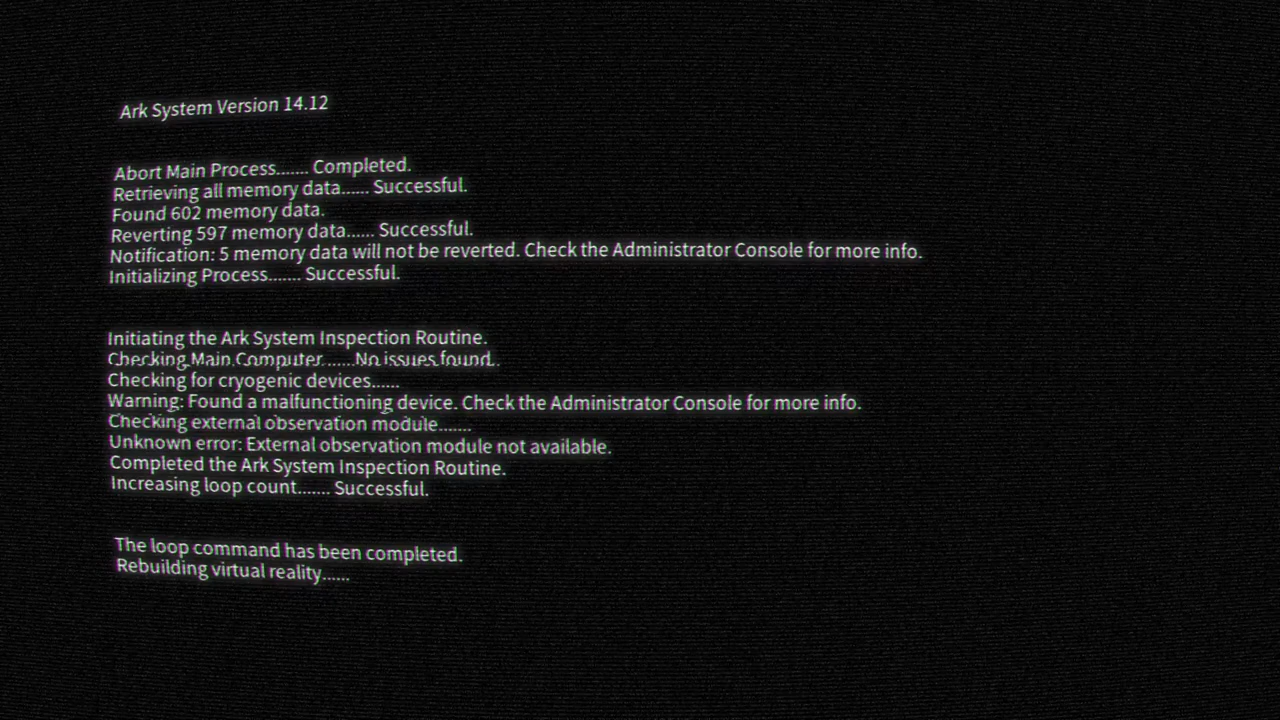 Ark System Version 14.12
Abort Main Process....... Completed.
Retrieving all memory data...... Successful.
Found 602 memory data.
Reverting 597 memory data...... Successful.
Notification: 5 memory data will not be reverted. Check the Administrator Console for more info.
Initializing Process....... Successful.
Initiating the Ark System Inspection Routine.
Checking Main Computer.......No issues found.
Checking for cryogenic devices......
Warning: Found a malfunctioning device. Check the Administrator Console for more info.
Checking external observation module.......
Unknown error: External observation module not available.
Completed the Ark System Inspection Routine.
Increasing loop count....... Successful.
The loop command has been completed.
Rebuilding virtual reality......